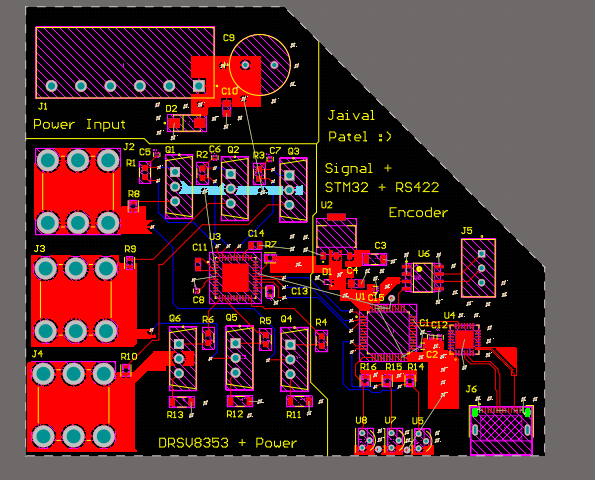 C9
C10
J1
D2
Power Input
Jaival
Patel :)
J2
C5
Q1
R2
C6
Q2
C7
R3
Q3
R1
Signal +
STM32 + RS422
R8
Encoder
U2
J5
U3
C14
J3
R9
C11
R7
C3
U6
D1
C4
C13
C15
C8
U1
Q6
R6
Q5
R5
Q4
R4
C1
C12
U4
C2
J4
R10
R16
R15
R14
J6
R13
R12
R11
U8
U7
U5
DRSV8353 + Power